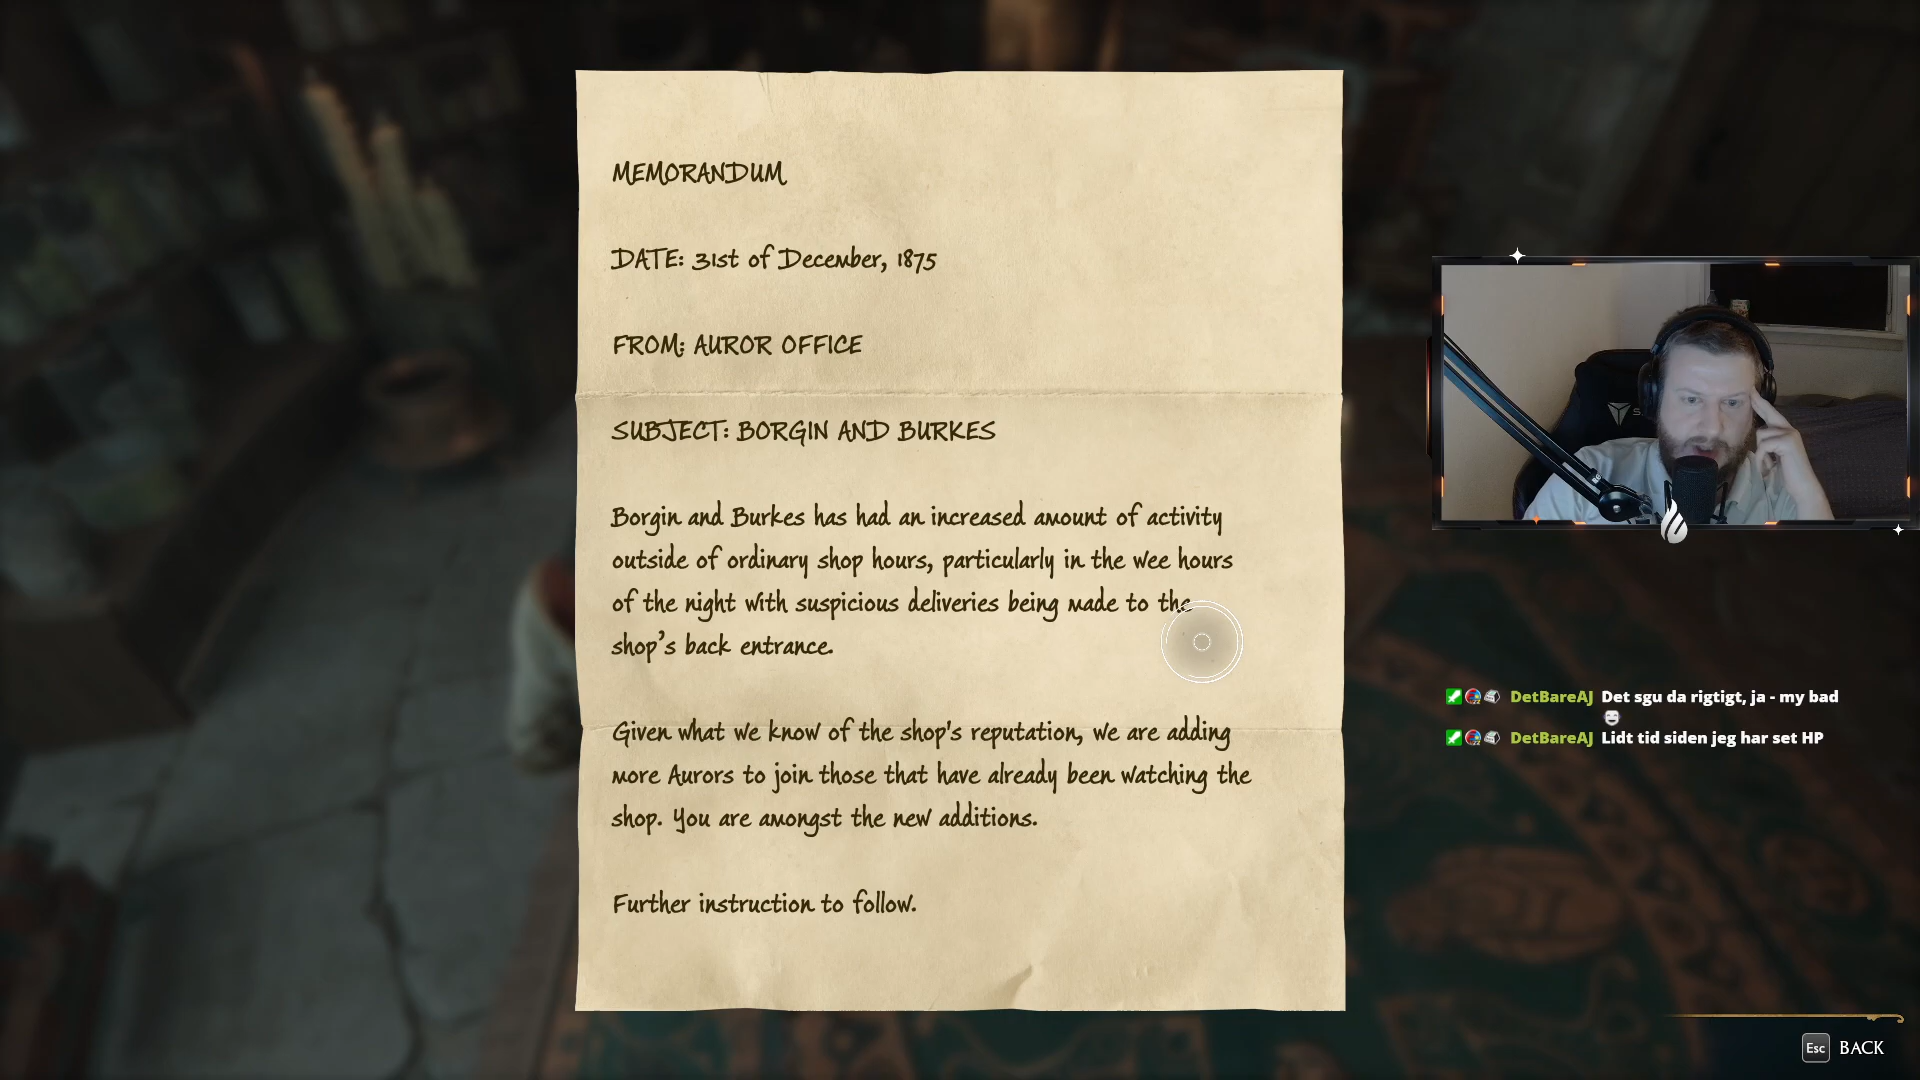 MEMORANDUM
DATE: 31st of December, 1875
FROM: AUROR OFFICE
SUBJECT: BORGIN AND BURKES
Borgin and Burkes has had an increased amount of activity
outside of ordinary shop hours, particularly in the wee hours
of the night with suspicious deliveries being made to the
shop's back entrance.
Given what we know of the shop's reputation, we are adding
more Aurors to join those that have already been watching the
shop. You are amongst the new additions.
Further instruction to follow.
DetBareAJ Det sgu da rigtigt, ja - my bad
DetBareAJ Lidt tid siden jeg har set HP
Esc BACK